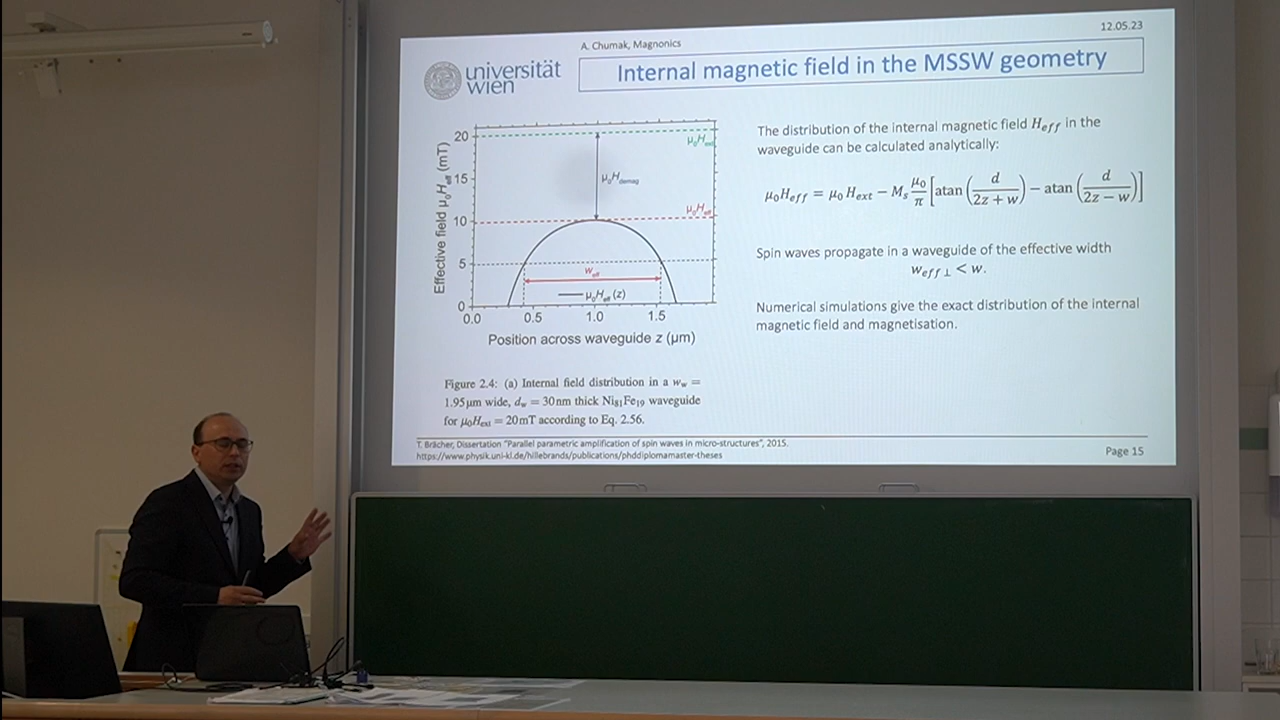 12.05.23
A. Chumak, Magnonics
universität
wien
Internal magnetic field in the MSSW geometry
Effective field μ₀H_eff (mT)
20
15
10
5
0
μ₀H_ext
μ₀H_demag
μ₀H_eff
w_eff
μ₀H_eff (z)
0.0 0.5 1.0 1.5
Position across waveguide z (μm)
Figure 2.4: (a) Internal field distribution in a w_w =
1.95 μm wide, d_w = 30 nm thick Ni₈₁Fe₁₉ waveguide
for μ₀H_ext = 20 mT according to Eq. 2.56.
The distribution of the internal magnetic field H_eff in the
waveguide can be calculated analytically:
μ₀H_eff = μ₀H_ext − M_s μ₀/π [atan (d/(2z + w)) − atan (d/(2z − w))]
Spin waves propagate in a waveguide of the effective width
w_eff⊥ < w.
Numerical simulations give the exact distribution of the internal
magnetic field and magnetisation.
T. Brächer, Dissertation "Parallel parametric amplification of spin waves in micro-structures", 2015.
https://www.physik.uni-kl.de/hillebrands/publications/phddiplomamaster-theses
Page 15